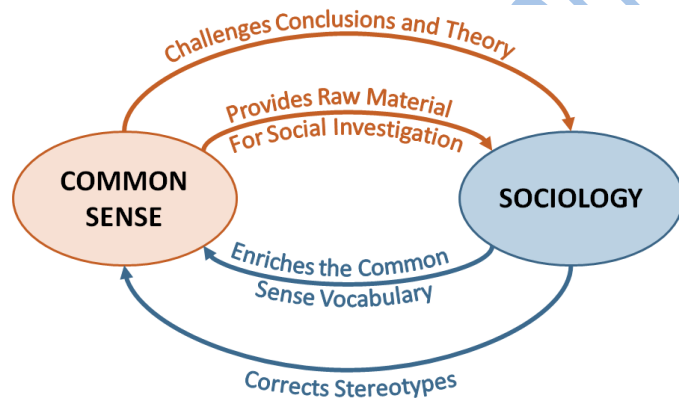 Challenges Conclusions and Theory
Provides Raw Material
For Social Investigation
COMMON
SENSE
SOCIOLOGY
Enriches the Common
Sense Vocabulary
Corrects Stereotypes